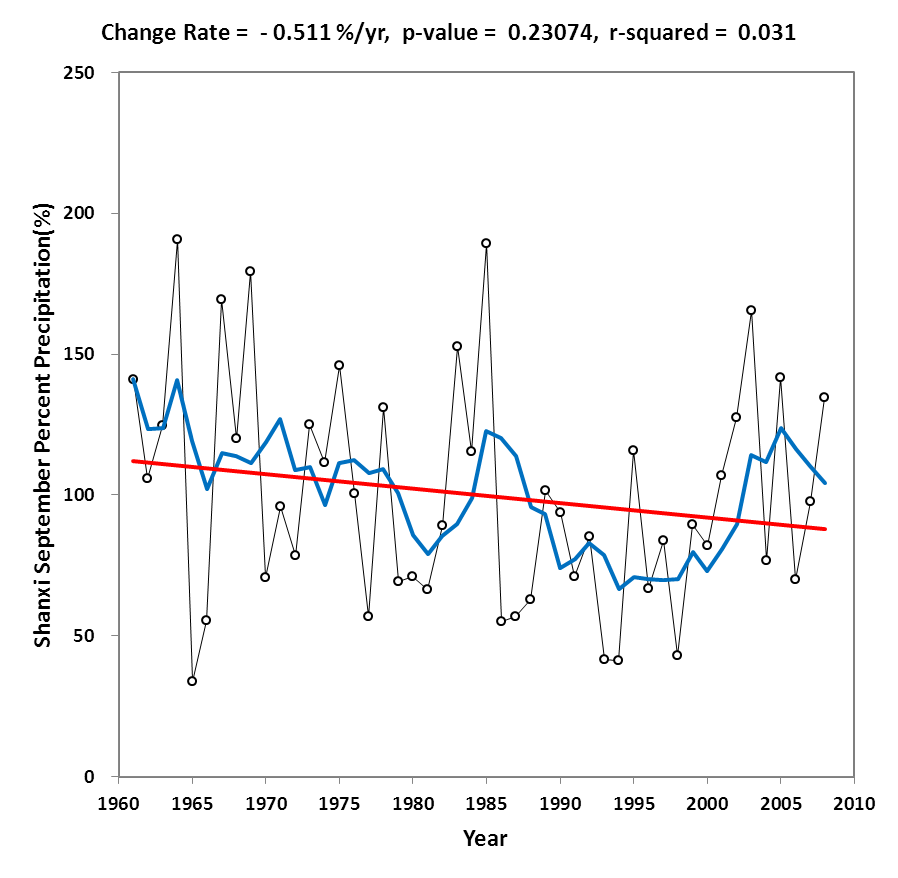 Change Rate = - 0.511 %/yr, p-value = 0.23074, r-squared = 0.031
Shanxi September Percent Precipitation(%)
250
200
150
100
50
0
1960 1965 1970 1975 1980 1985 1990 1995 2000 2005 2010
Year